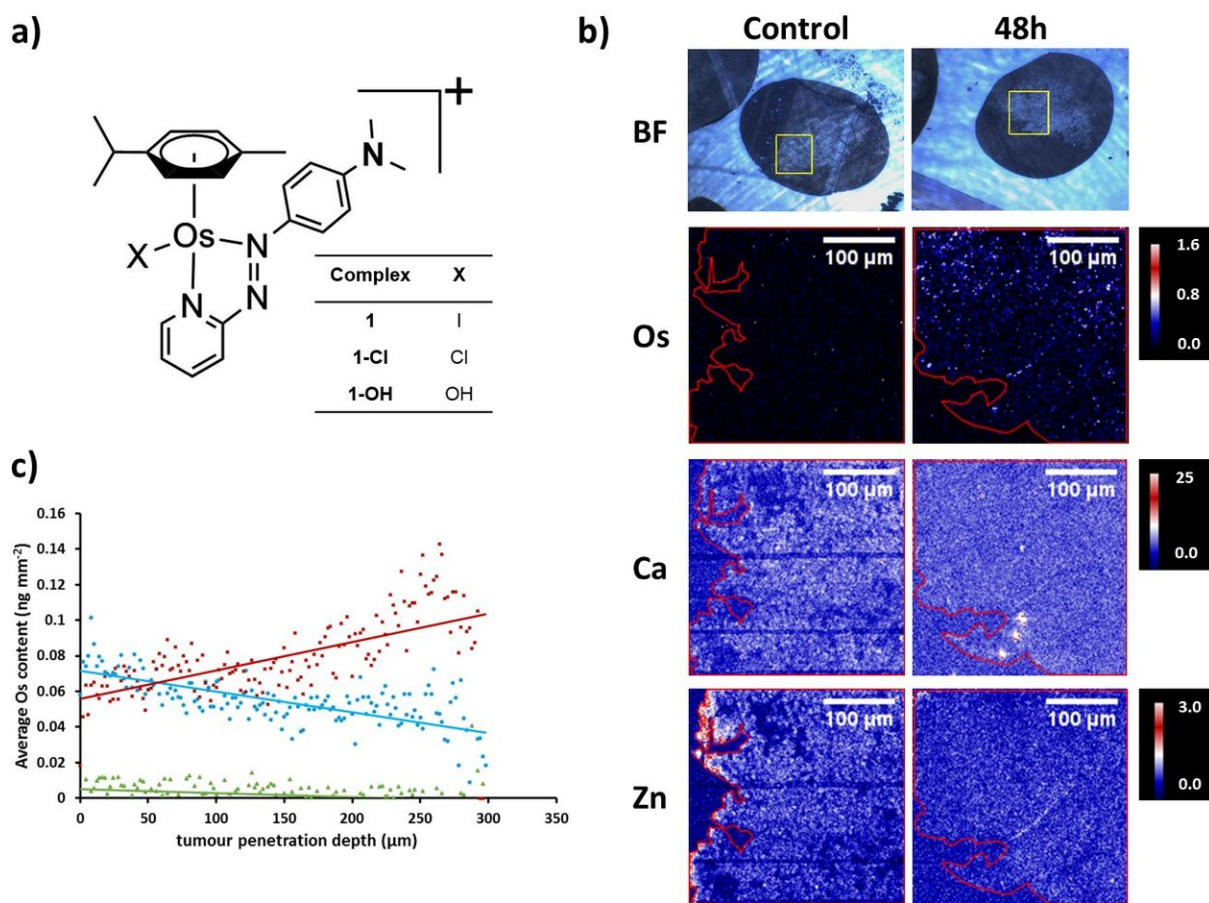 a)
+
N
Os
X
N
N
N
Complex X
1 I
1-Cl Cl
1-OH OH
b)
Control 48h
BF
Os
100 µm
100 µm
1.6
0.8
0.0
Ca
100 µm
100 µm
25
0.0
Zn
100 µm
100 µm
3.0
0.0
c)
Average Os content (ng mm⁻²)
0.16
0.14
0.12
0.1
0.08
0.06
0.04
0.02
0
0 50 100 150 200 250 300 350
tumour penetration depth (µm)